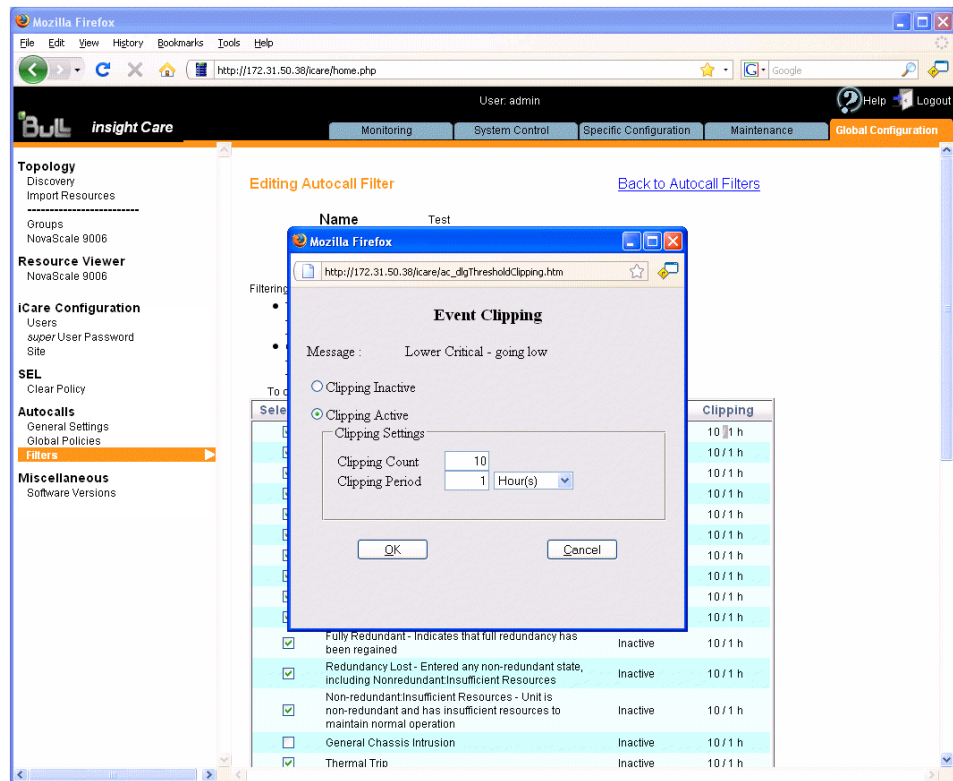 Mozilla Firefox
File Edit View History Bookmarks Tools Help
http://172.31.50.38/icare/home.php
G Google
User: admin
Help Logout
Bull insight Care
Monitoring System Control Specific Configuration Maintenance Global Configuration
Topology
Discovery
Import Resources
-------------------------
Groups
NovaScale 9006
Resource Viewer
NovaScale 9006
iCare Configuration
Users
super User Password
Site
SEL
Clear Policy
Autocalls
General Settings
Global Policies
Filters
Miscellaneous
Software Versions
Editing Autocall Filter Back to Autocall Filters
Name Test
Filtering
To
Sele Clipping
10 / 1 h
10 / 1 h
10 / 1 h
10 / 1 h
10 / 1 h
10 / 1 h
10 / 1 h
10 / 1 h
10 / 1 h
10 / 1 h
Mozilla Firefox
http://172.31.50.38/icare/ac_dlgThresholdClipping.htm
Event Clipping
Message : Lower Critical - going low
Clipping Inactive
Clipping Active
Clipping Settings
Clipping Count 10
Clipping Period 1 Hour(s)
OK Cancel
Fully Redundant - Indicates that full redundancy has been regained Inactive 10 / 1 h
Redundancy Lost - Entered any non-redundant state, including Nonredundant:Insufficient Resources Inactive 10 / 1 h
Non-redundant:Insufficient Resources - Unit is non-redundant and has insufficient resources to maintain normal operation Inactive 10 / 1 h
General Chassis Intrusion Inactive 10 / 1 h
Thermal Trip Inactive 10 / 1 h